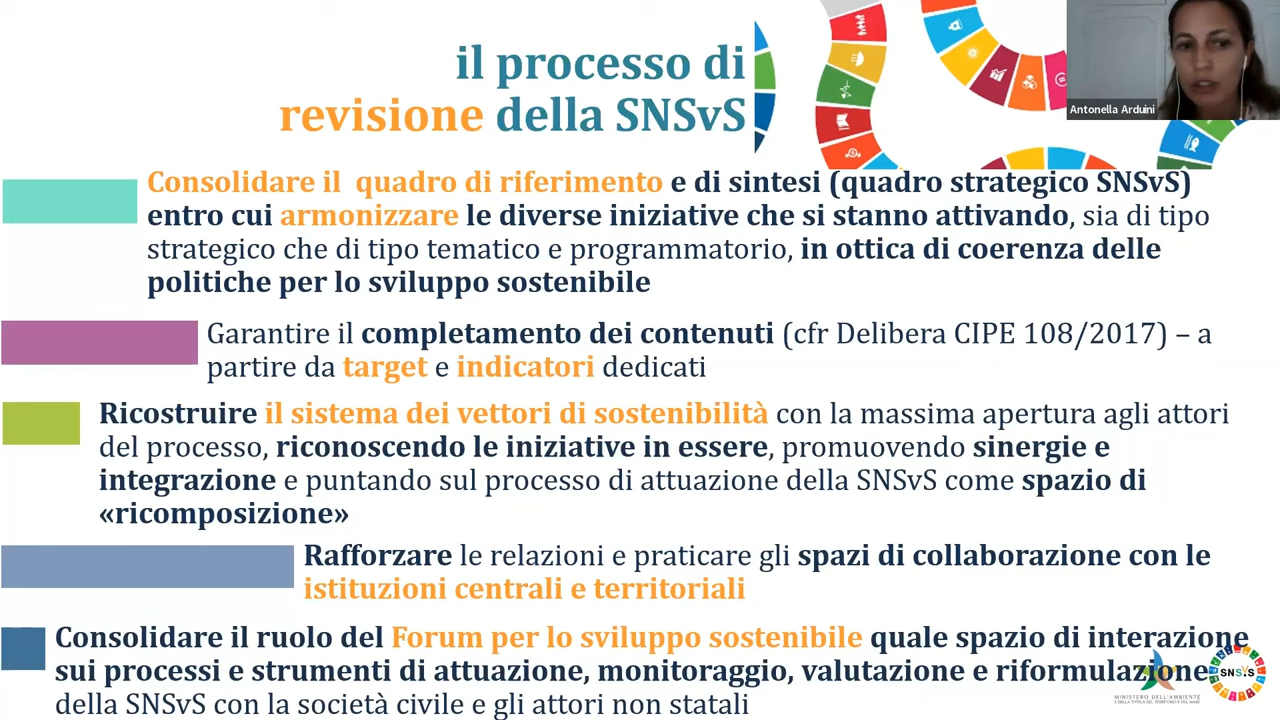 il processo di
revisione della SNSvS
Antonella Arduini
Consolidare il quadro di riferimento e di sintesi (quadro strategico SNSvS)
entro cui armonizzare le diverse iniziative che si stanno attivando, sia di tipo
strategico che di tipo tematico e programmatorio, in ottica di coerenza delle
politiche per lo sviluppo sostenibile
Garantire il completamento dei contenuti (cfr Delibera CIPE 108/2017) – a
partire da target e indicatori dedicati
Ricostruire il sistema dei vettori di sostenibilità con la massima apertura agli attori
del processo, riconoscendo le iniziative in essere, promuovendo sinergie e
integrazione e puntando sul processo di attuazione della SNSvS come spazio di
«ricomposizione»
Rafforzare le relazioni e praticare gli spazi di collaborazione con le
istituzioni centrali e territoriali
Consolidare il ruolo del Forum per lo sviluppo sostenibile quale spazio di interazione
sui processi e strumenti di attuazione, monitoraggio, valutazione e riformulazione
della SNSvS con la società civile e gli attori non statali
MINISTERO DELL'AMBIENTE
E DELLA TUTELA DEL TERRITORIO E DEL MARE
SNSvS